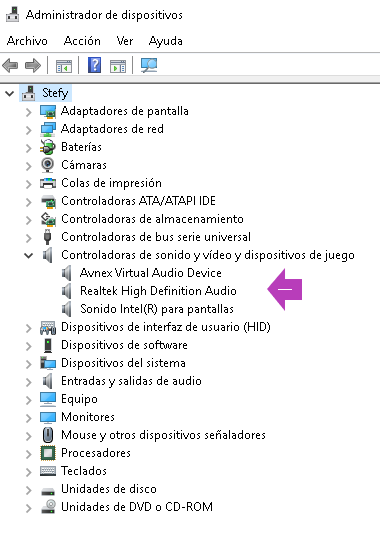 Administrador de dispositivos
Archivo Acción Ver Ayuda
Stefy
Adaptadores de pantalla
Adaptadores de red
Baterías
Cámaras
Colas de impresión
Controladoras ATA/ATAPI IDE
Controladoras de almacenamiento
Controladoras de bus serie universal
Controladoras de sonido y vídeo y dispositivos de juego
Avnex Virtual Audio Device
Realtek High Definition Audio
Sonido Intel(R) para pantallas
Dispositivos de interfaz de usuario (HID)
Dispositivos de software
Dispositivos del sistema
Entradas y salidas de audio
Equipo
Monitores
Mouse y otros dispositivos señaladores
Procesadores
Teclados
Unidades de disco
Unidades de DVD o CD-ROM